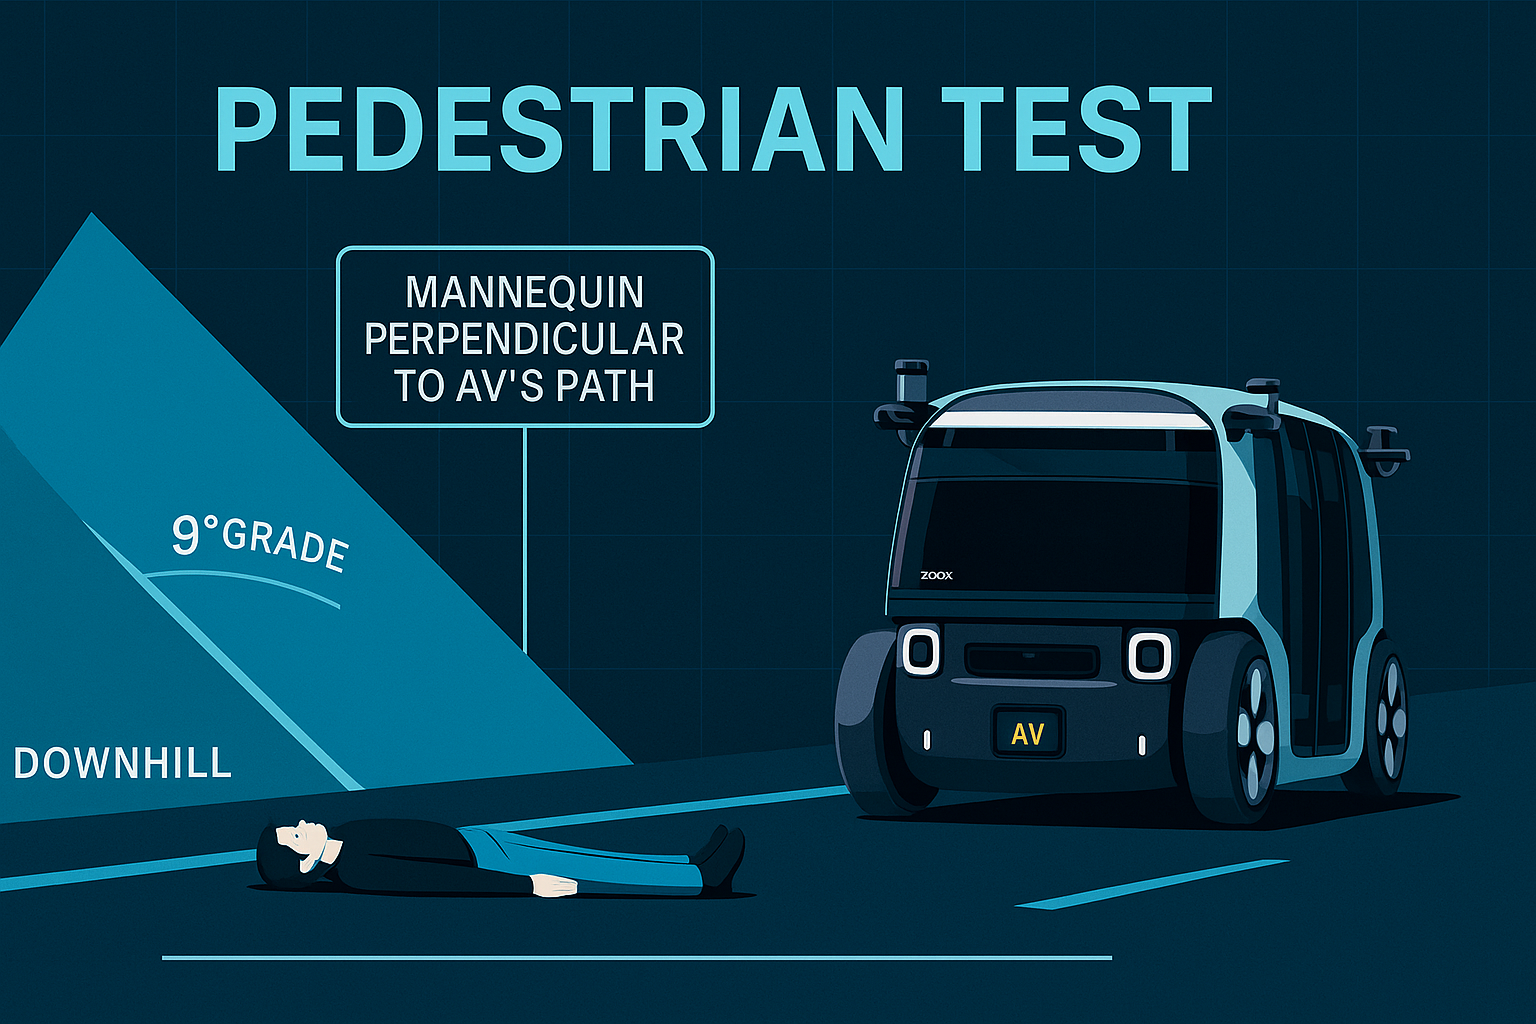 PEDESTRIAN TEST
MANNEQUIN
PERPENDICULAR
TO AV'S PATH
9°GRADE
ZOOX
AV
DOWNHILL